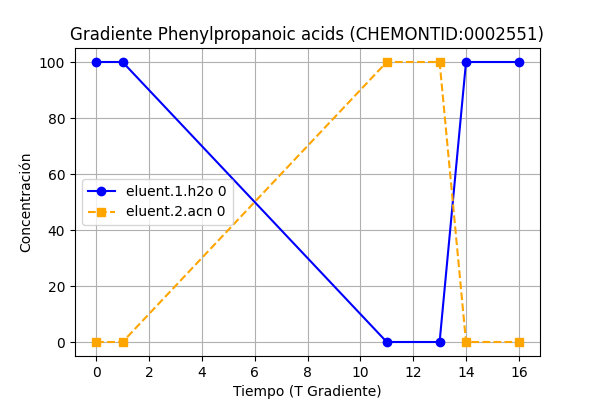 Gradiente Phenylpropanoic acids (CHEMONTID:0002551)
Concentración
100
80
60
40
20
0
eluent.1.h2o 0
eluent.2.acn 0
0 2 4 6 8 10 12 14 16
Tiempo (T Gradiente)